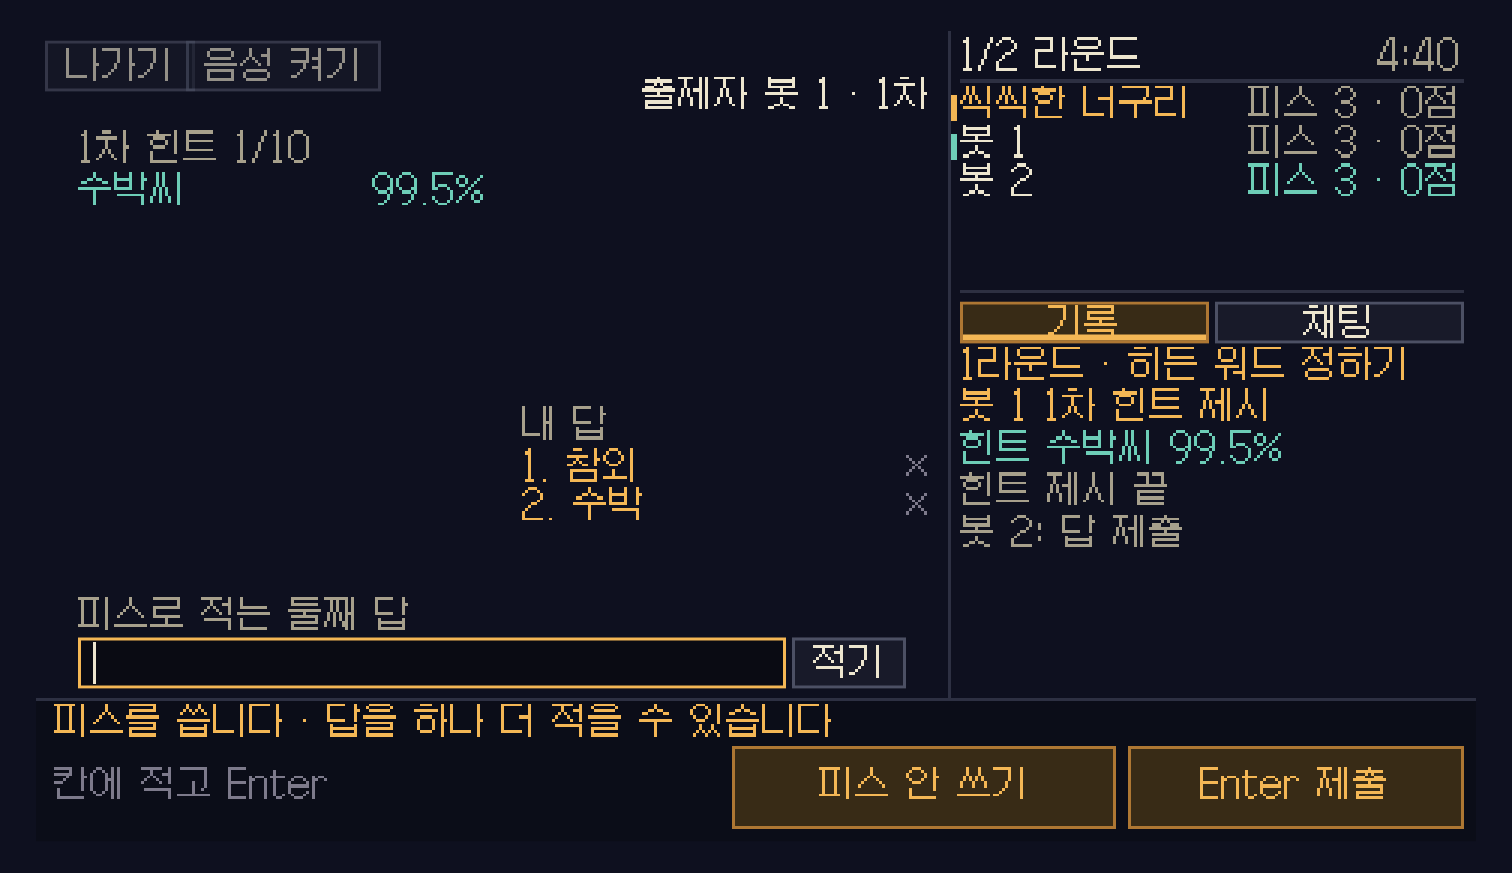 나가기 음성 켜기
출제자 봇 1 · 1차
1차 힌트 1/10
수박씨 99.5%
내 답
1. 참외 ×
2. 수박 ×
피스로 적는 둘째 답
적기
1/2 라운드 4:40
씩씩한 너구리 피스 3 · 0점
봇 1 피스 3 · 0점
봇 2 피스 3 · 0점
기록 채팅
1라운드 · 히든 워드 정하기
봇 1 1차 힌트 제시
힌트 수박씨 99.5%
힌트 제시 끝
봇 2: 답 제출
피스를 씁니다 · 답을 하나 더 적을 수 있습니다
칸에 적고 Enter
피스 안 쓰기 Enter 제출